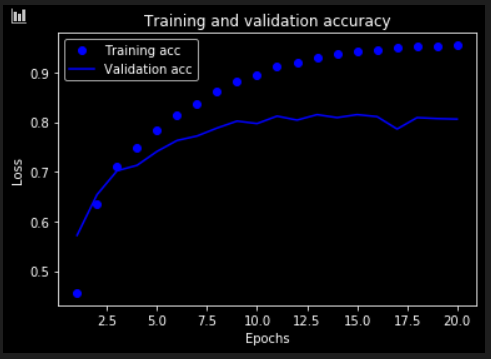 Training and validation accuracy
Training acc
Validation acc
0.9
0.8
0.7
0.6
0.5
Loss
2.5 5.0 7.5 10.0 12.5 15.0 17.5 20.0
Epochs